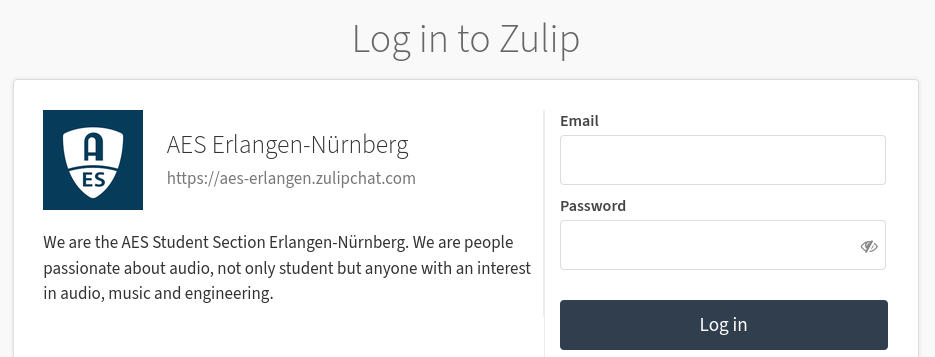 Log in to Zulip
A
ES
AES Erlangen-Nürnberg
https://aes-erlangen.zulipchat.com
We are the AES Student Section Erlangen-Nürnberg. We are people
passionate about audio, not only student but anyone with an interest
in audio, music and engineering.
Email
Password
Log in